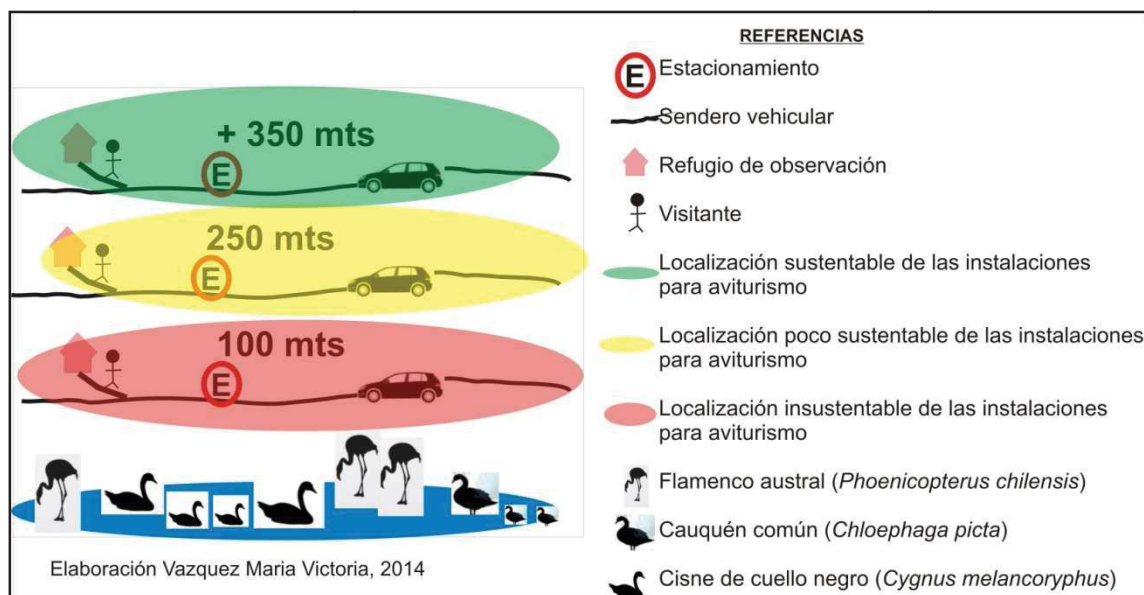 + 350 mts
E
250 mts
E
100 mts
E
Elaboración Vazquez Maria Victoria, 2014
REFERENCIAS
E Estacionamiento
Sendero vehicular
Refugio de observación
Visitante
Localización sustentable de las instalaciones
para aviturismo
Localización poco sustentable de las instalaciones
para aviturismo
Localización insustentable de las instalaciones
para aviturismo
Flamenco austral (Phoenicopterus chilensis)
Cauquén común (Chloephaga picta)
Cisne de cuello negro (Cygnus melancoryphus)